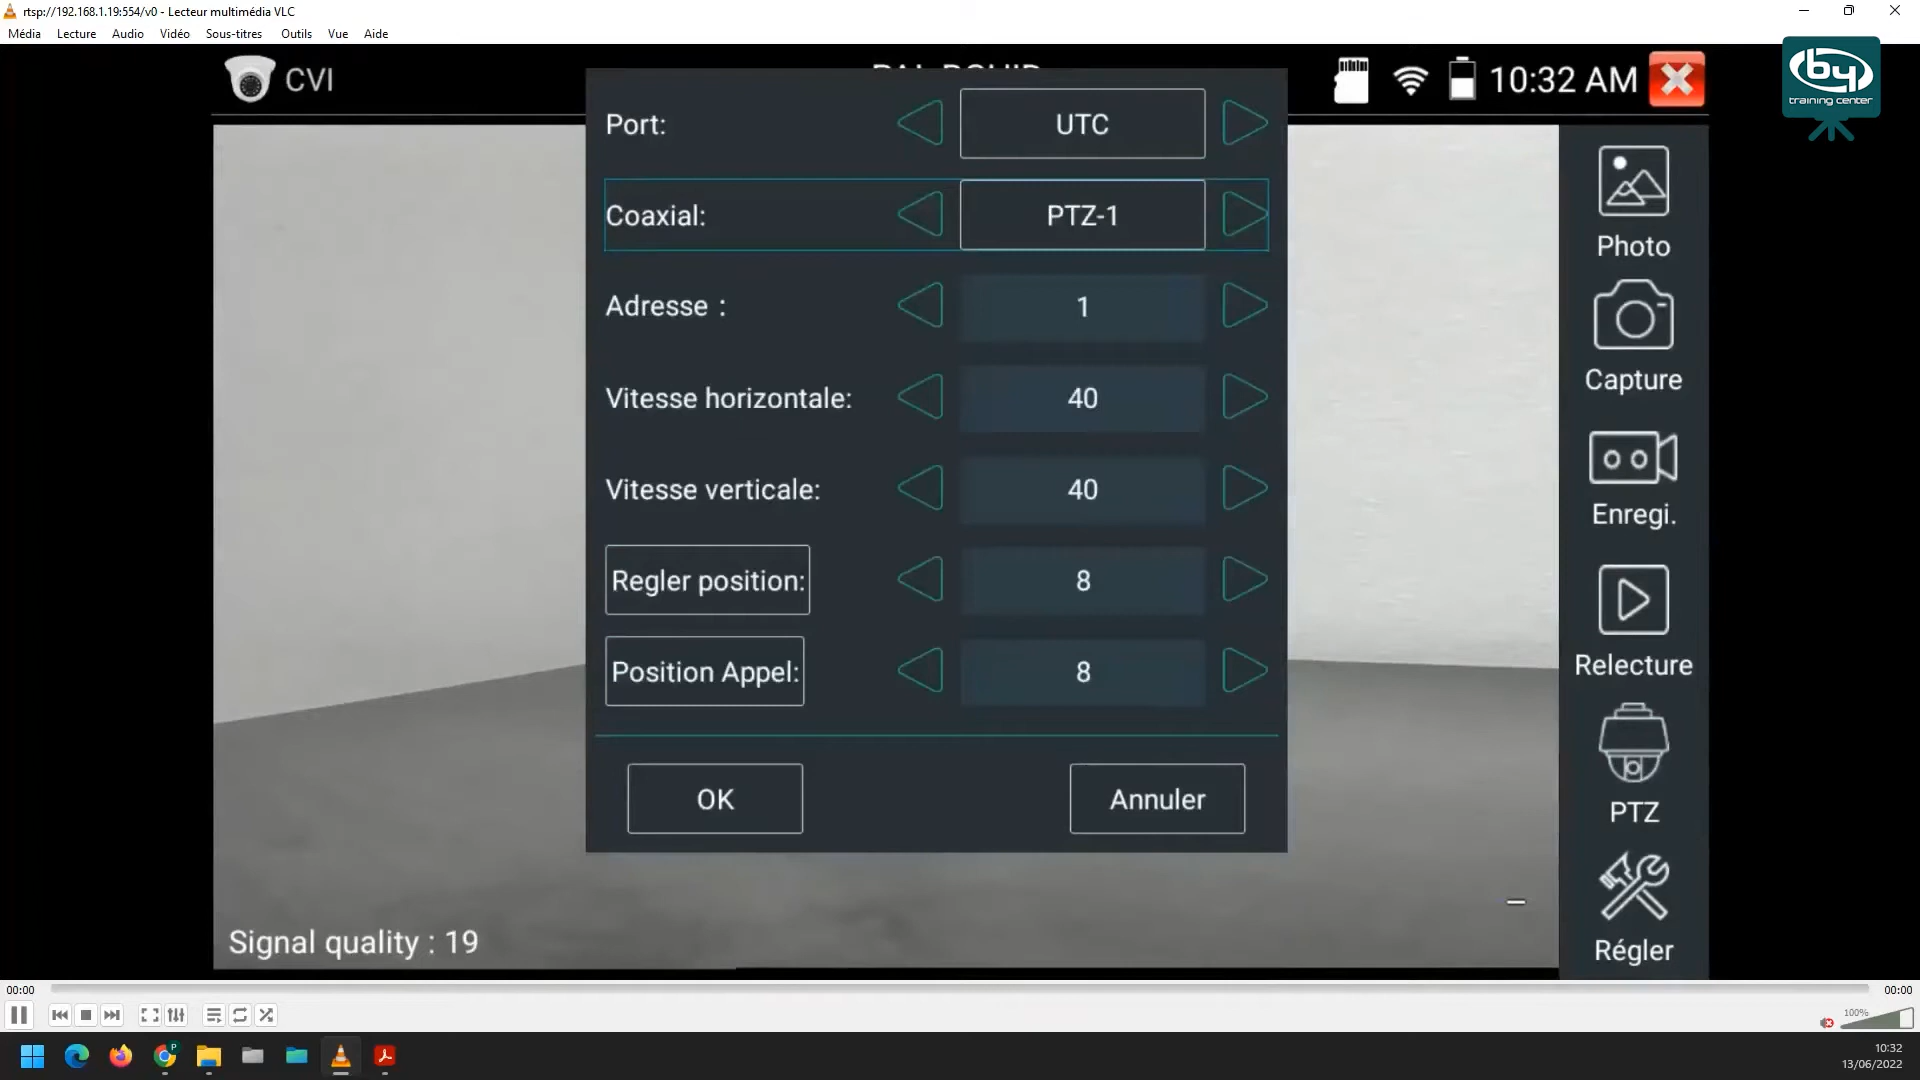 rtsp://192.168.1.19:554/v0 - Lecteur multimédia VLC
Média Lecture Audio Vidéo Sous-titres Outils Vue Aide
CVI
10:32 AM
by
training center
Port: UTC
Coaxial: PTZ-1
Adresse : 1
Vitesse horizontale: 40
Vitesse verticale: 40
Regler position: 8
Position Appel: 8
OK Annuler
Photo
Capture
Enregi.
Relecture
PTZ
Régler
Signal quality : 19
00:00 00:00
100%
P
10:32
13/06/2022